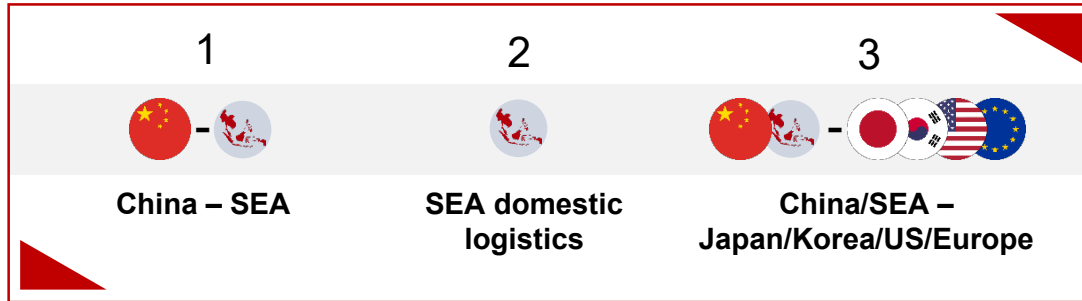 1
2
3
China – SEA
SEA domestic
logistics
China/SEA –
Japan/Korea/US/Europe